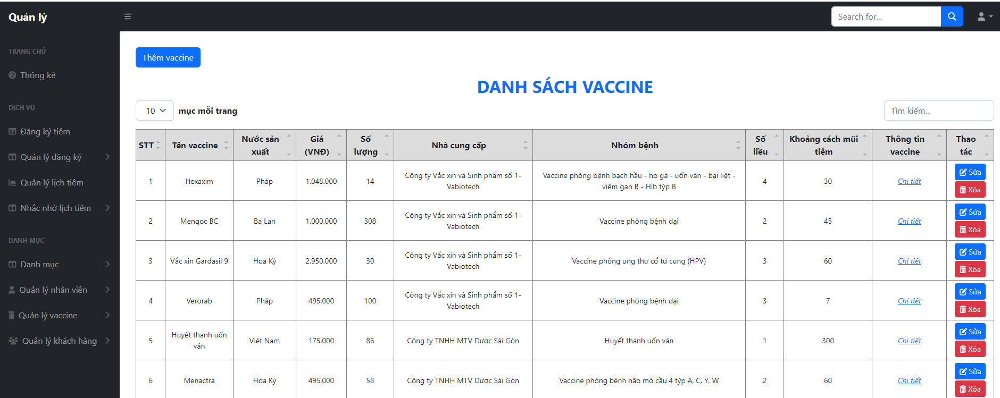 Quản lý
Search for...
TRANG CHỦ
Thống kê
DỊCH VỤ
Đăng ký tiêm
Quản lý đăng ký
Quản lý lịch tiêm
Nhắc nhở lịch tiêm
DANH MỤC
Danh mục
Quản lý nhân viên
Quản lý vaccine
Quản lý khách hàng
Thêm vaccine
DANH SÁCH VACCINE
10 mục mỗi trang
Tìm kiếm...
STT
Tên vaccine
Nước sản
xuất
Giá
(VNĐ)
Số
lượng
Nhà cung cấp
Nhóm bệnh
Số
liều
Khoảng cách mũi
tiêm
Thông tin
vaccine
Thao
tác
1
Hexaxim
Pháp
1.048.000
14
Công ty Vắc xin và Sinh phẩm số 1-
Vabiotech
Vaccine phòng bệnh bạch hầu - ho gà - uốn ván - bại liệt -
viêm gan B - Hib týp B
4
30
Chi tiết
Sửa
Xóa
2
Mengoc BC
Ba Lan
1.000.000
308
Công ty Vắc xin và Sinh phẩm số 1-
Vabiotech
Vaccine phòng bệnh dại
2
45
Chi tiết
Sửa
Xóa
3
Vắc xin Gardasil 9
Hoa Kỳ
2.950.000
30
Công ty Vắc xin và Sinh phẩm số 1-
Vabiotech
Vaccine phòng ung thư cổ tử cung (HPV)
3
60
Chi tiết
Sửa
Xóa
4
Verorab
Pháp
495.000
100
Công ty Vắc xin và Sinh phẩm số 1-
Vabiotech
Vaccine phòng bệnh dại
3
7
Chi tiết
Sửa
Xóa
5
Huyết thanh uốn
ván
Việt Nam
175.000
86
Công ty TNHH MTV Dược Sài Gòn
Huyết thanh uốn ván
1
300
Chi tiết
Sửa
Xóa
6
Menactra
Hoa Kỳ
495.000
58
Công ty TNHH MTV Dược Sài Gòn
Vaccine phòng bệnh não mô cầu 4 týp A, C, Y, W
2
60
Chi tiết
Sửa
Xóa